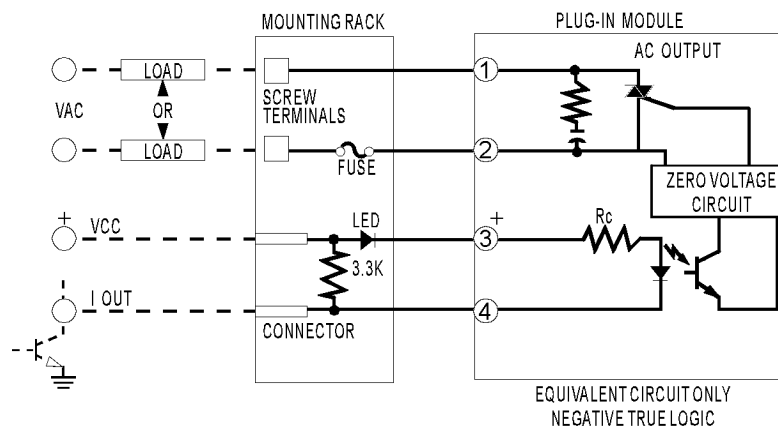 MOUNTING RACK
PLUG-IN MODULE
AC OUTPUT
LOAD
1
VAC
OR
SCREW
TERMINALS
LOAD
FUSE
2
ZERO VOLTAGE
CIRCUIT
+
VCC
LED
+
3
Rc
3.3K
I OUT
4
CONNECTOR
EQUIVALENT CIRCUIT ONLY
NEGATIVE TRUE LOGIC